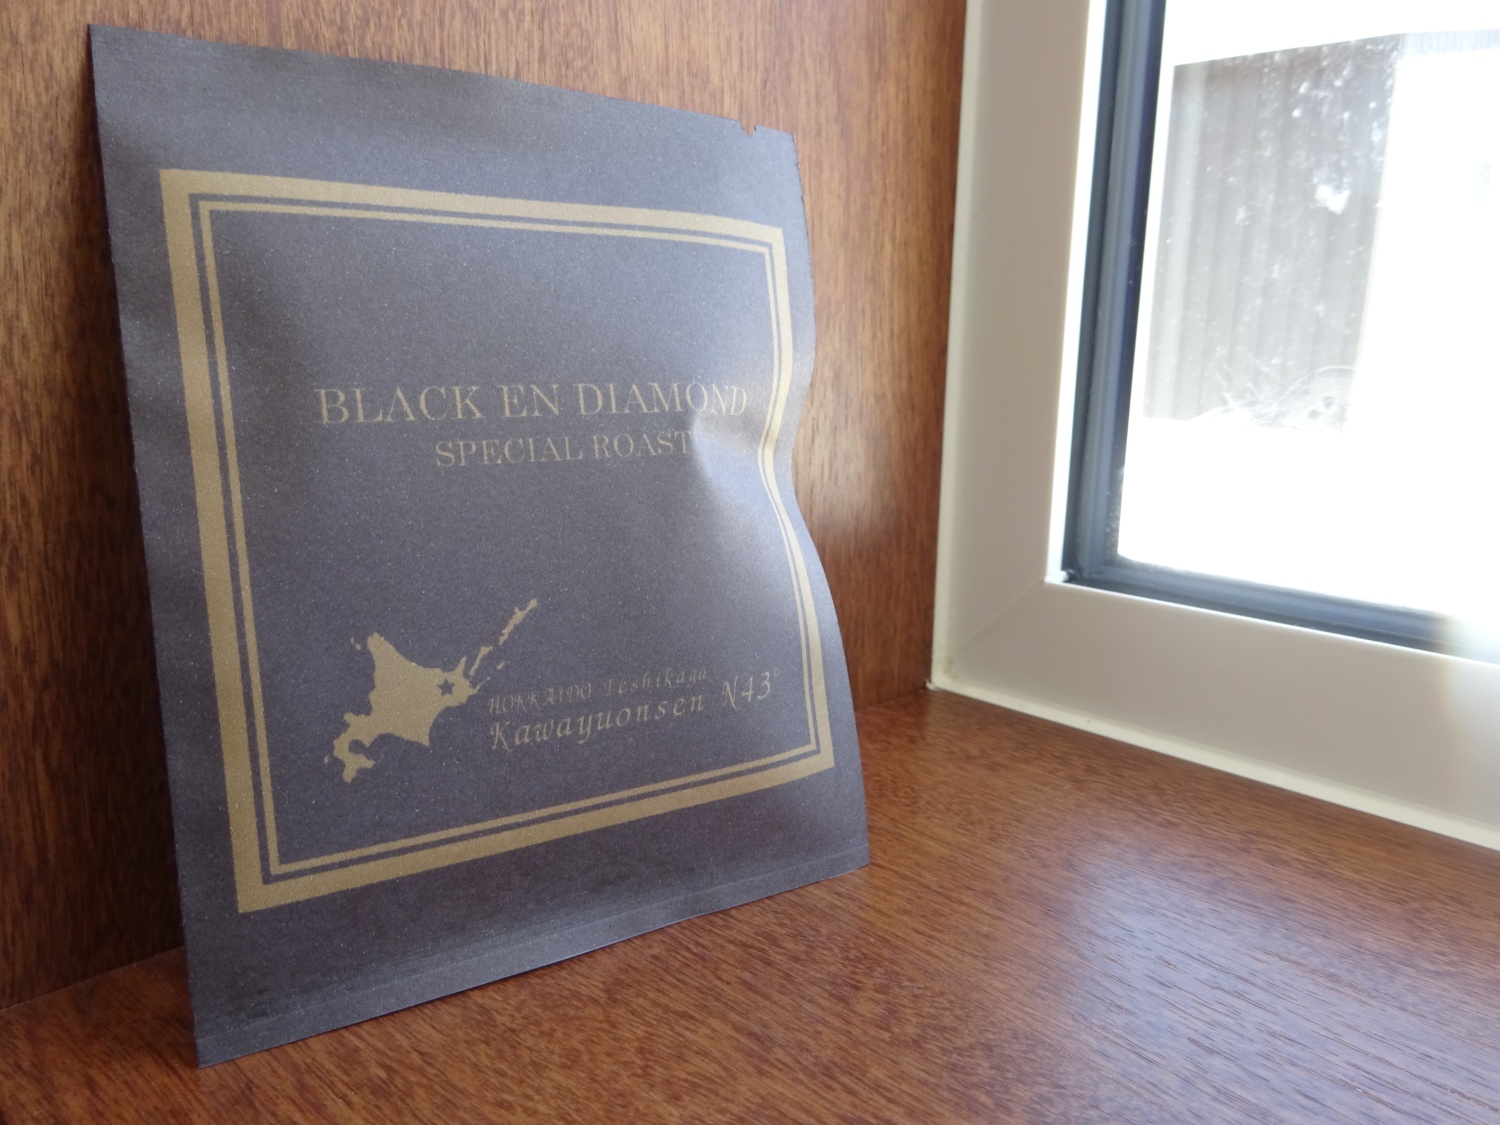 BLACK EN DIAMOND
SPECIAL ROAST
HOKKAIDO Teshikaga
Kawayuonsen N43°